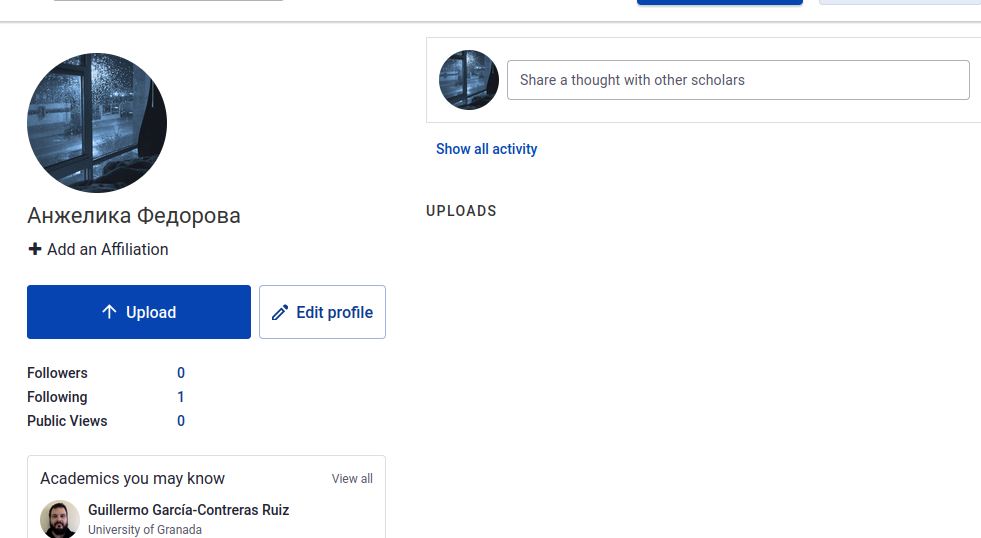 Анжелика Федорова
Add an Affiliation
Upload
Edit profile
Followers 0
Following 1
Public Views 0
Academics you may know
View all
Guillermo García-Contreras Ruiz
University of Granada
Share a thought with other scholars
Show all activity
UPLOADS